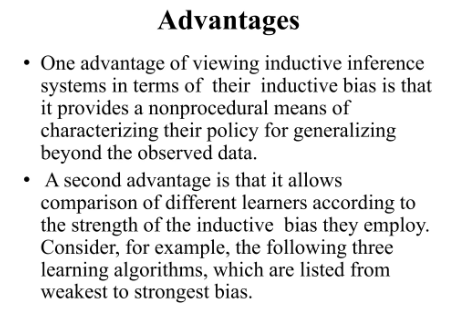 Advantages
• One advantage of viewing inductive inference
systems in terms of their inductive bias is that
it provides a nonprocedural means of
characterizing their policy for generalizing
beyond the observed data.
• A second advantage is that it allows
comparison of different learners according to
the strength of the inductive bias they employ.
Consider, for example, the following three
learning algorithms, which are listed from
weakest to strongest bias.